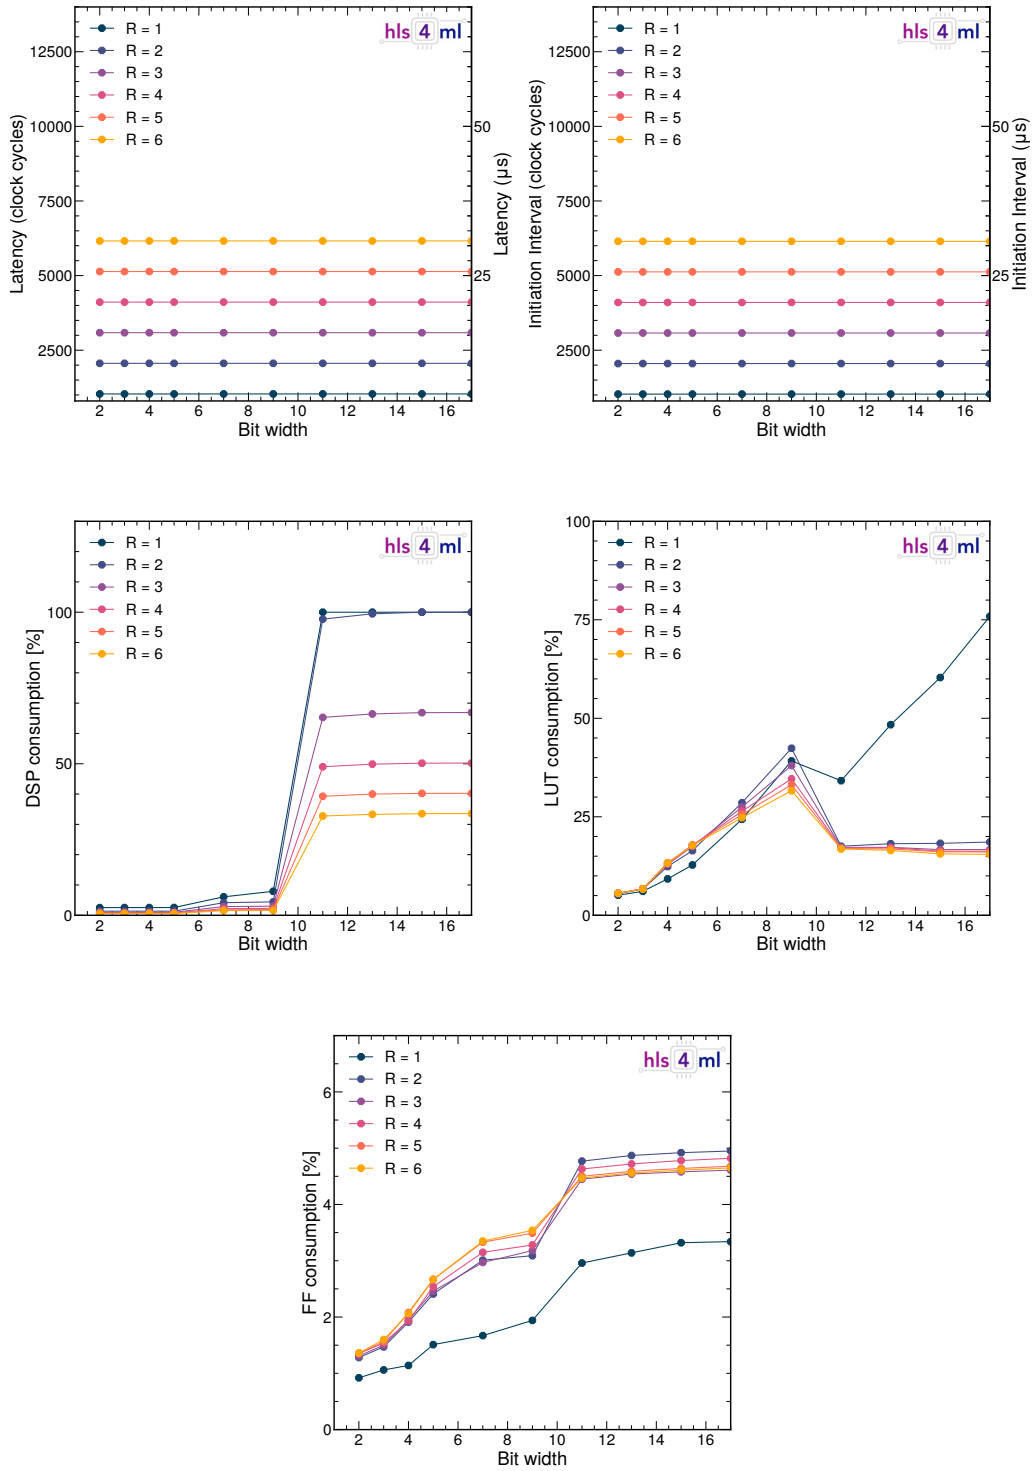 hls 4 ml
R = 1
R = 2
R = 3
R = 4
R = 5
R = 6
Latency (clock cycles)
12500
10000
7500
5000
2500
50
25
Latency (μs)
2 4 6 8 10 12 14 16
Bit width
hls 4 ml
R = 1
R = 2
R = 3
R = 4
R = 5
R = 6
Initiation Interval (clock cycles)
12500
10000
7500
5000
2500
50
25
Initiation Interval (μs)
2 4 6 8 10 12 14 16
Bit width
hls 4 ml
R = 1
R = 2
R = 3
R = 4
R = 5
R = 6
DSP consumption [%]
100
50
0
2 4 6 8 10 12 14 16
Bit width
hls 4 ml
R = 1
R = 2
R = 3
R = 4
R = 5
R = 6
LUT consumption [%]
100
75
50
25
0
2 4 6 8 10 12 14 16
Bit width
hls 4 ml
R = 1
R = 2
R = 3
R = 4
R = 5
R = 6
FF consumption [%]
6
4
2
0
2 4 6 8 10 12 14 16
Bit width